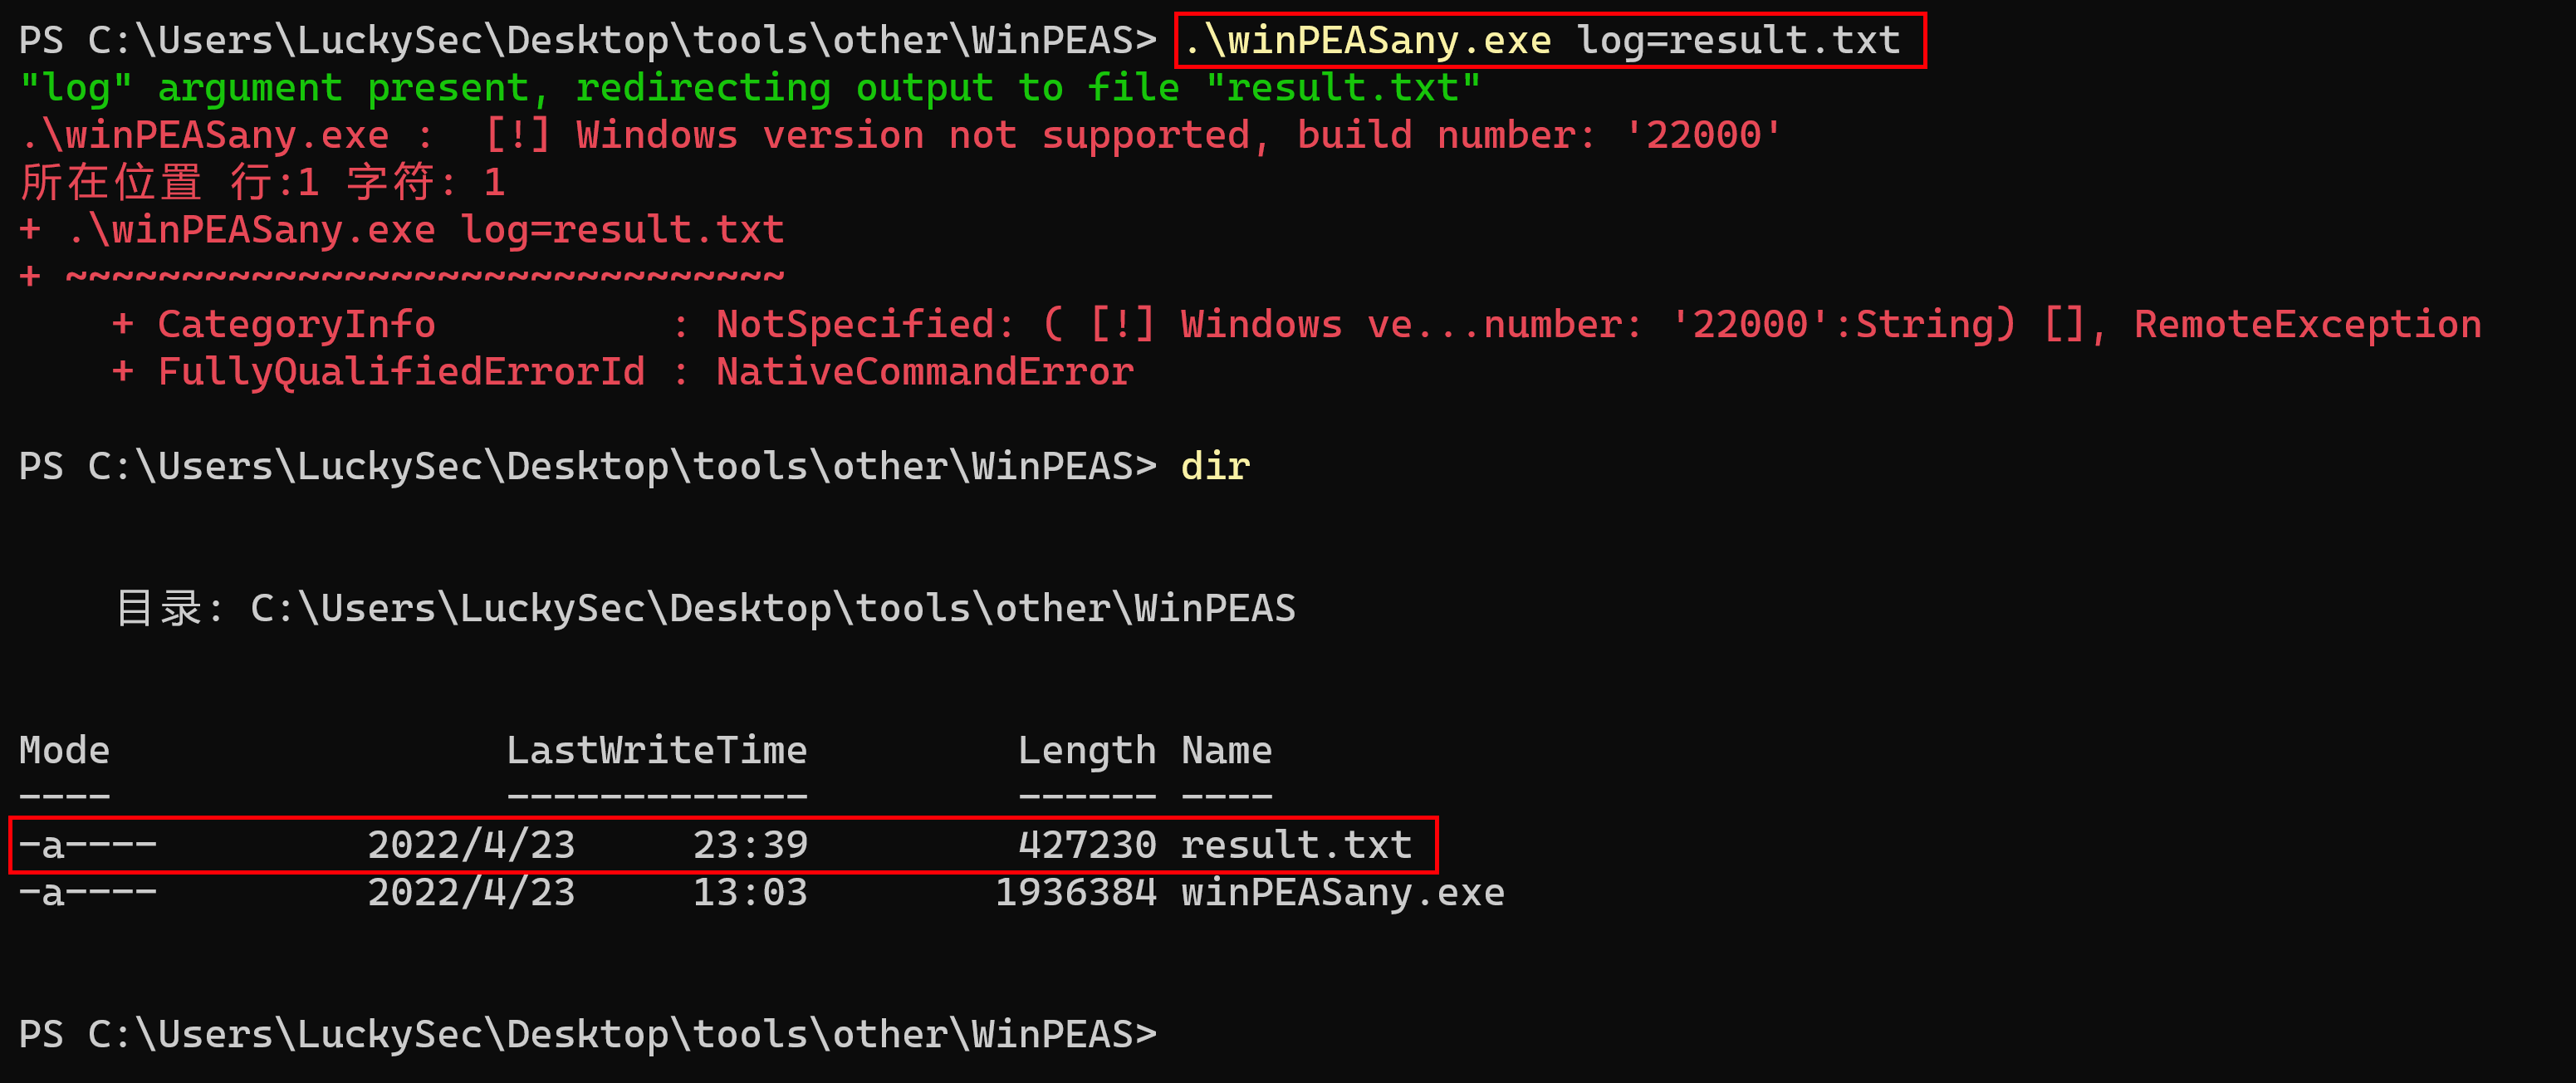 PS C:\Users\LuckySec\Desktop\tools\other\WinPEAS> .\winPEASany.exe log=result.txt
"log" argument present, redirecting output to file "result.txt"
.\winPEASany.exe :  [!] Windows version not supported, build number: '22000'
所在位置 行:1 字符: 1
+ .\winPEASany.exe log=result.txt
+ ~~~~~~~~~~~~~~~~~~~~~~~~~~~~~~~
    + CategoryInfo          : NotSpecified: ( [!] Windows ve...number: '22000':String) [], RemoteException
    + FullyQualifiedErrorId : NativeCommandError
PS C:\Users\LuckySec\Desktop\tools\other\WinPEAS> dir
    目录: C:\Users\LuckySec\Desktop\tools\other\WinPEAS
Mode                 LastWriteTime         Length Name
----                 -------------         ------ ----
-a----         2022/4/23     23:39         427230 result.txt
-a----         2022/4/23     13:03        1936384 winPEASany.exe
PS C:\Users\LuckySec\Desktop\tools\other\WinPEAS>